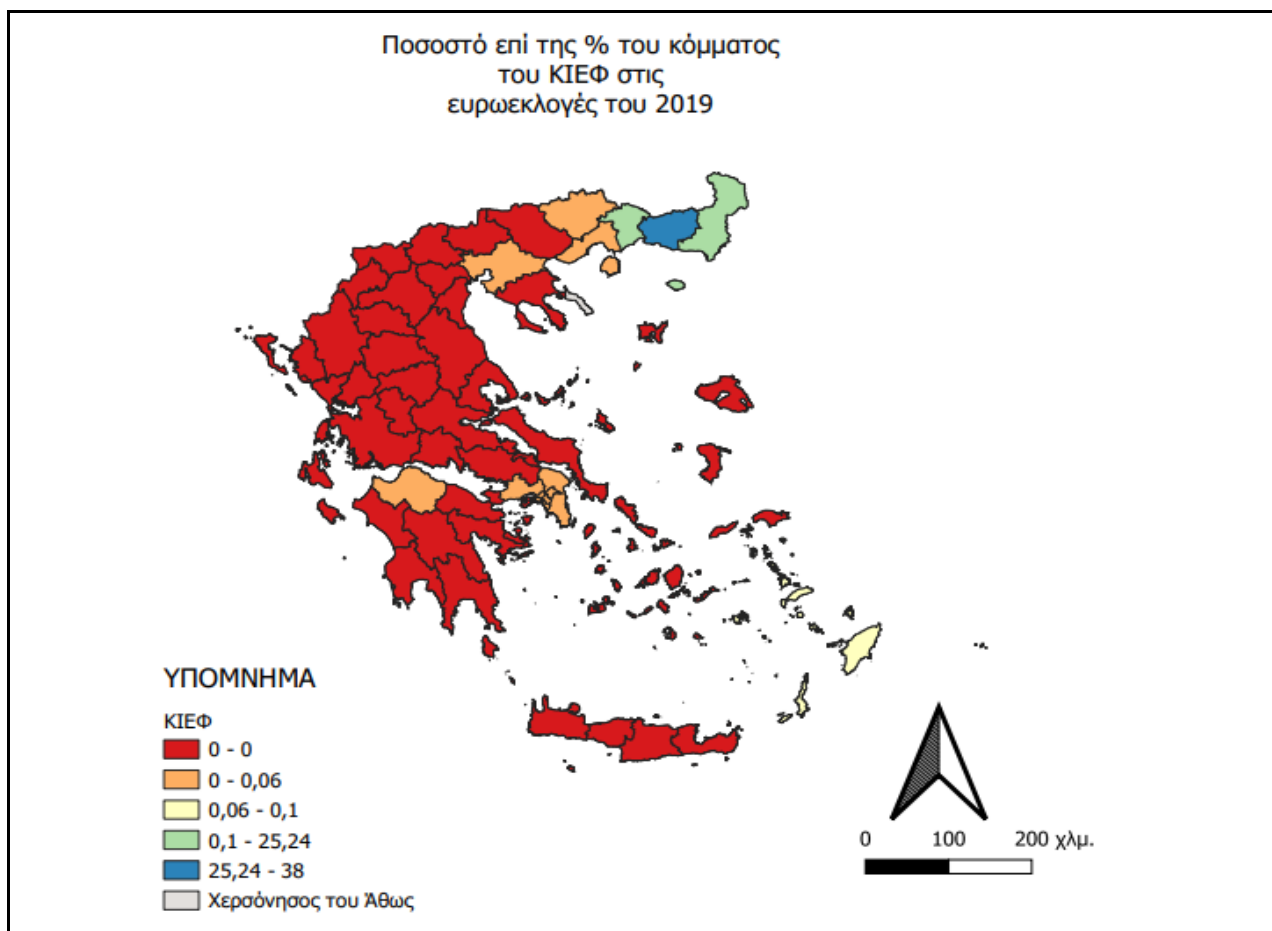 Ποσοστό επί της % του κόμματος
του ΚΙΕΦ στις
ευρωεκλογές του 2019
ΥΠΟΜΝΗΜΑ
ΚΙΕΦ
0 - 0
0 - 0,06
0,06 - 0,1
0,1 - 25,24
25,24 - 38
Χερσόνησος του Άθως
0 100 200 χλμ.